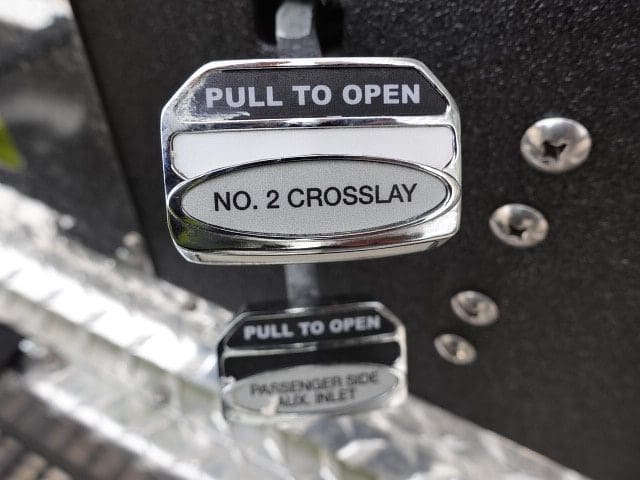 PULL TO OPEN
NO. 2 CROSSLAY
PULL TO OPEN
PASSENGER SIDE
AUX. INLET